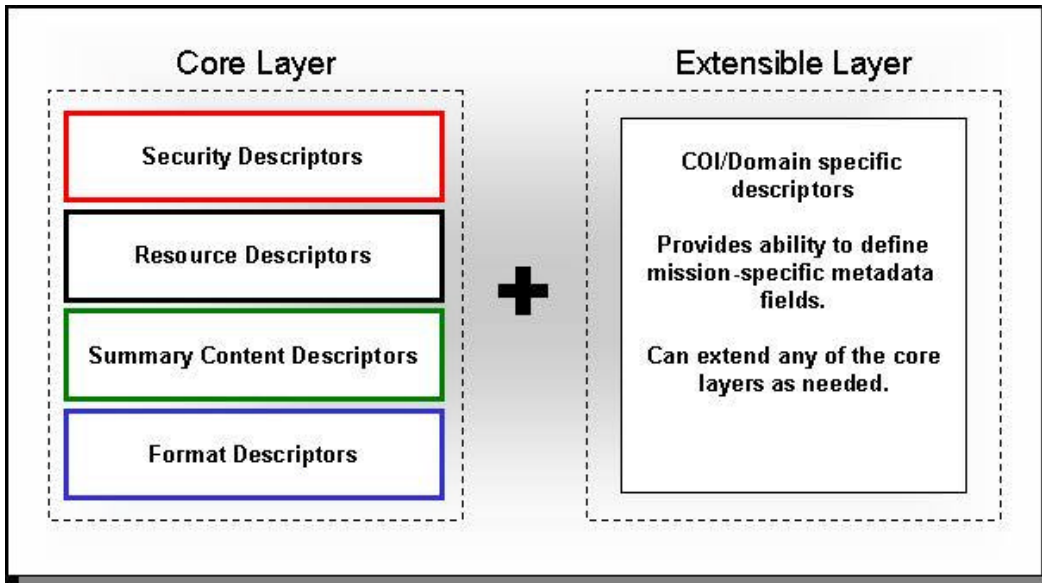 Core Layer
Security Descriptors
Resource Descriptors
Summary Content Descriptors
Format Descriptors
+
Extensible Layer
COI/Domain specific
descriptors
Provides ability to define
mission-specific metadata
fields.
Can extend any of the core
layers as needed.